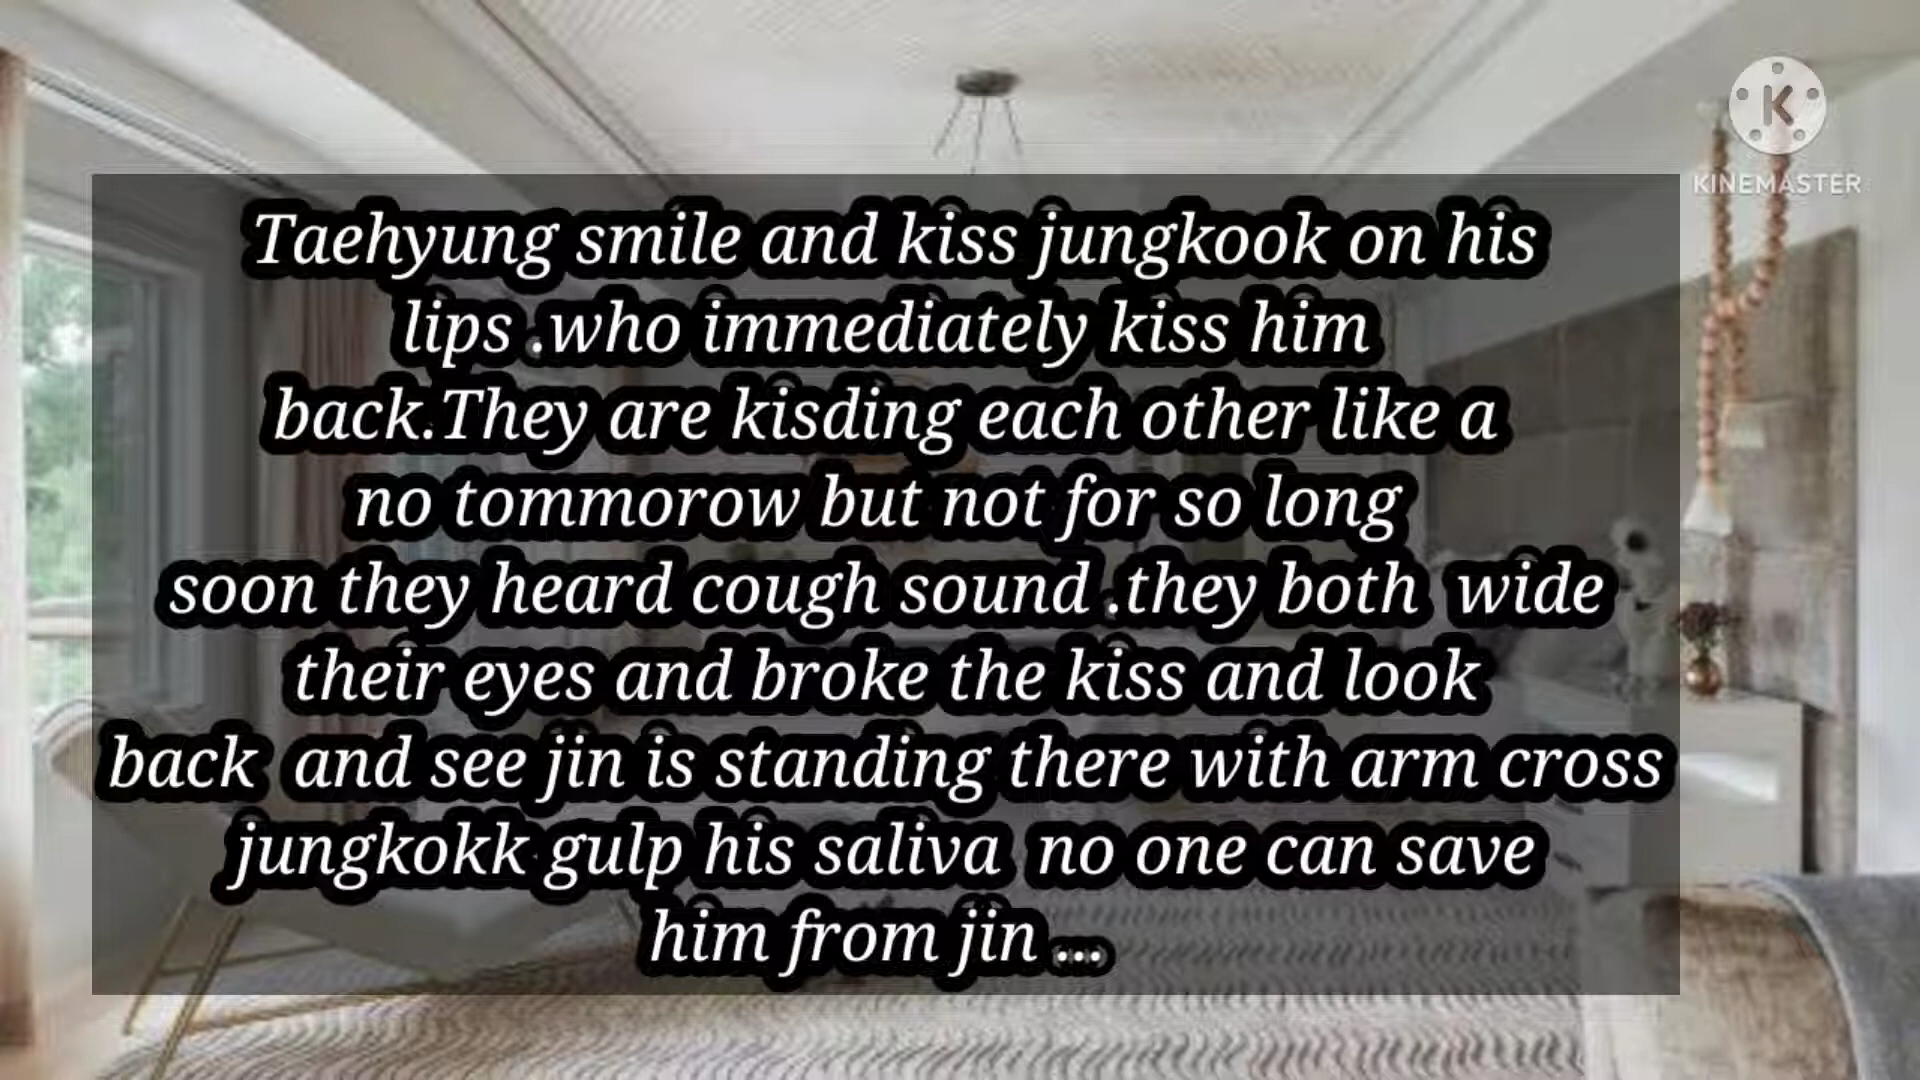 KINEMASTER
Taehyung smile and kiss jungkook on his
lips .who immediately kiss him
back.They are kisding each other like a
no tommorow but not for so long
soon they heard cough sound .they both wide
their eyes and broke the kiss and look
back and see jin is standing there with arm cross
jungkokk gulp his saliva no one can save
him from jin ...